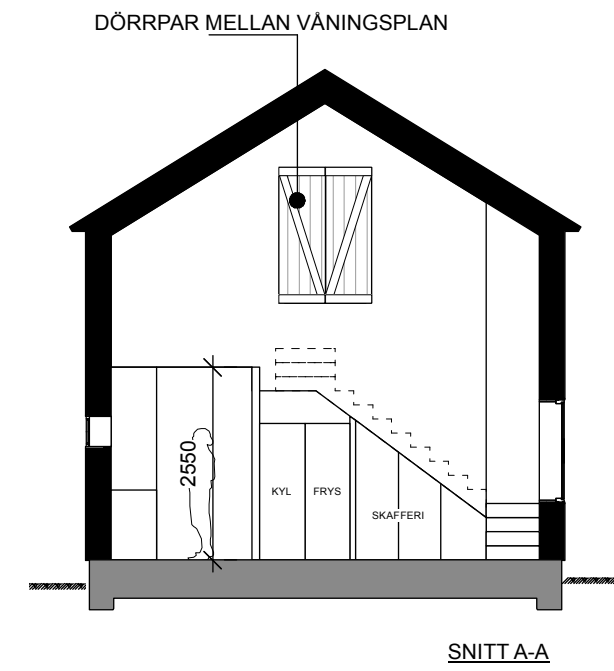 DÖRRPAR MELLAN VÅNINGSPLAN
2550
KYL
FRYS
SKAFFERI
SNITT A-A